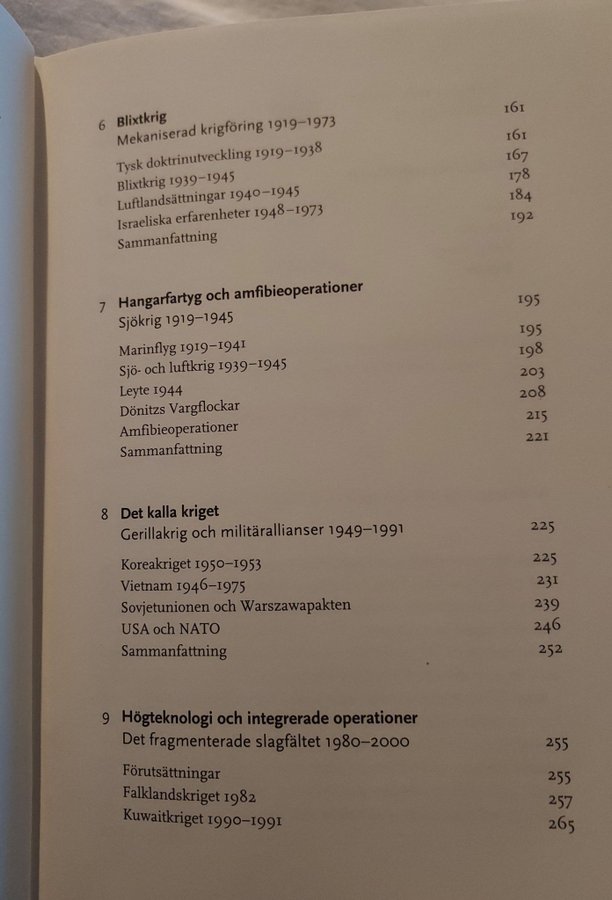 6 Blixtkrig
Mekaniserad krigföring 1919–1973 161
Tysk doktrinutveckling 1919–1938 161
Blixtkrig 1939–1945 167
Luftlandsättningar 1940–1945 178
Israeliska erfarenheter 1948–1973 184
Sammanfattning 192
7 Hangarfartyg och amfibieoperationer
Sjökrig 1919–1945 195
Marinflyg 1919–1941 195
Sjö- och luftkrig 1939–1945 198
Leyte 1944 203
Dönitzs Vargflockar 208
Amfibieoperationer 215
Sammanfattning 221
8 Det kalla kriget
Gerillakrig och militärallianser 1949–1991 225
Koreakriget 1950–1953 225
Vietnam 1946–1975 231
Sovjetunionen och Warszawapakten 239
USA och NATO 246
Sammanfattning 252
9 Högteknologi och integrerade operationer
Det fragmenterade slagfältet 1980–2000 255
Förutsättningar 255
Falklandskriget 1982 257
Kuwaitkriget 1990–1991 265